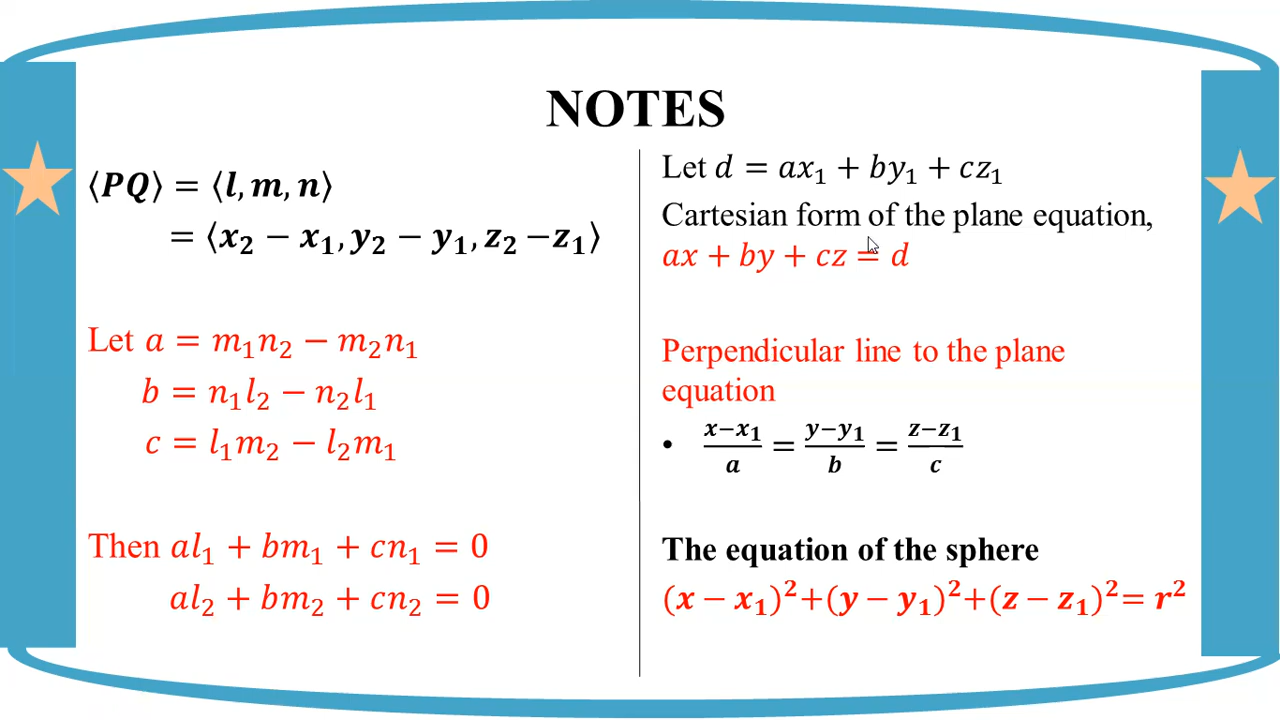 NOTES
⟨PQ⟩ = ⟨l, m, n⟩
= ⟨x₂ − x₁, y₂ − y₁, z₂ −z₁⟩
Let a = m₁n₂ − m₂n₁
b = n₁l₂ − n₂l₁
c = l₁m₂ − l₂m₁
Then al₁ + bm₁ + cn₁ = 0
al₂ + bm₂ + cn₂ = 0
Let d = ax₁ + by₁ + cz₁
Cartesian form of the plane equation,
ax + by + cz = d
Perpendicular line to the plane
equation
• (x−x₁)/a = (y−y₁)/b = (z−z₁)/c
The equation of the sphere
(x − x₁)²+(y − y₁)²+(z − z₁)²= r²